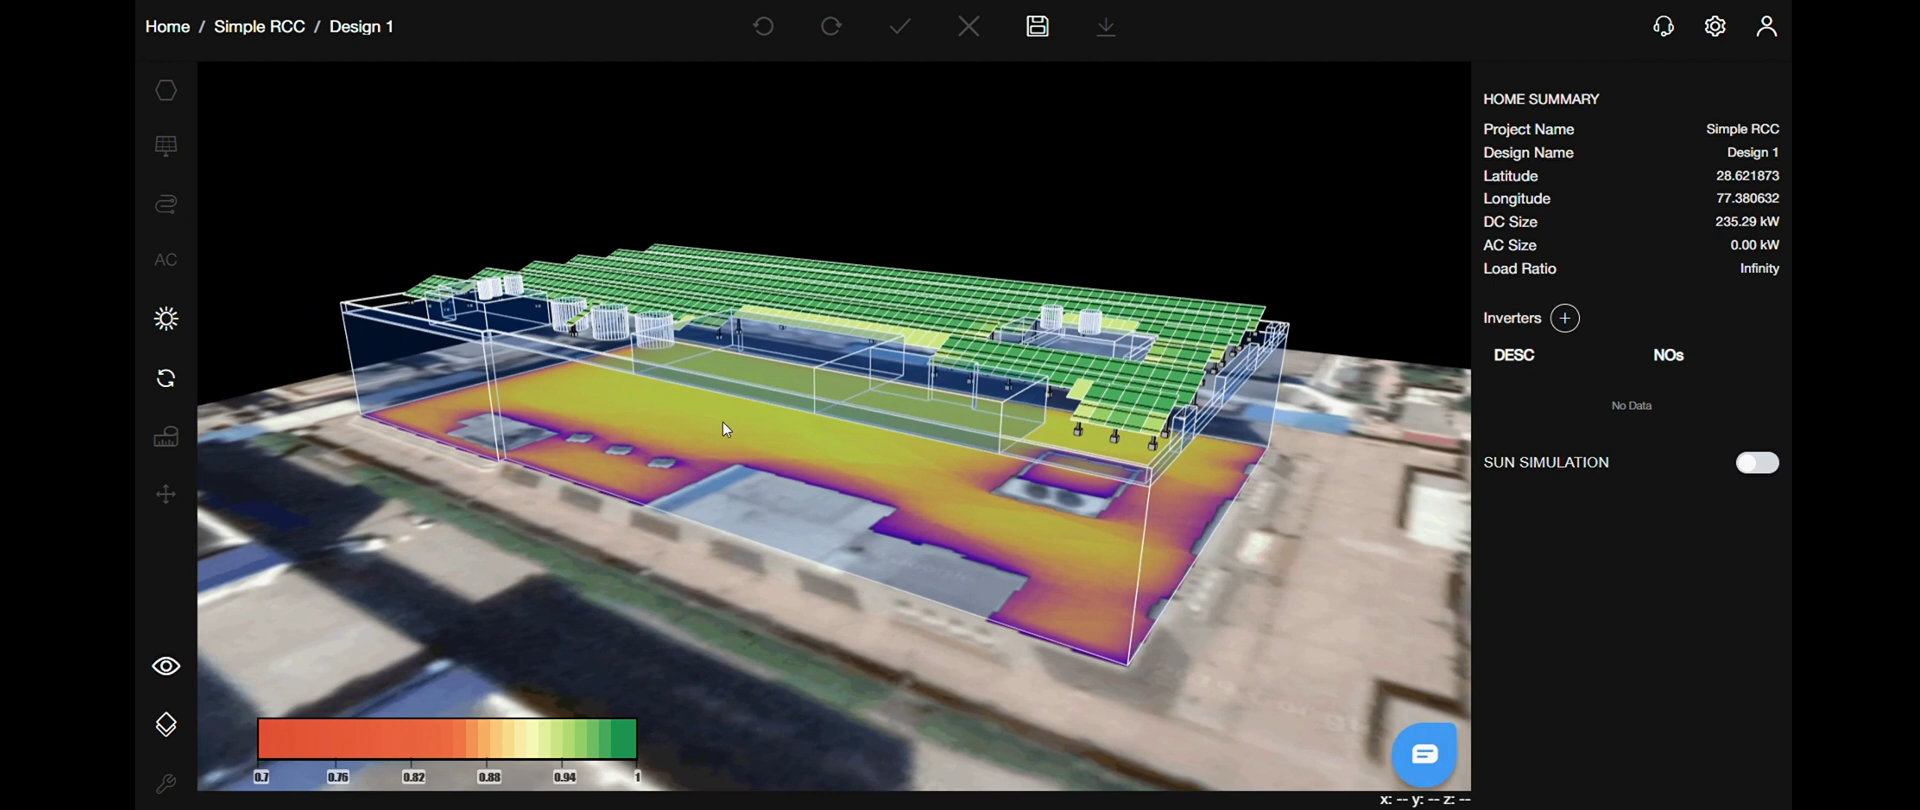 Home / Simple RCC / Design 1
AC
HOME SUMMARY
Project Name Simple RCC
Design Name Design 1
Latitude 28.621873
Longitude 77.380632
DC Size 235.29 kW
AC Size 0.00 kW
Load Ratio Infinity
Inverters
DESC NOs
No Data
SUN SIMULATION
0.7 0.76 0.82 0.88 0.94 1
x: -- y: -- z: --